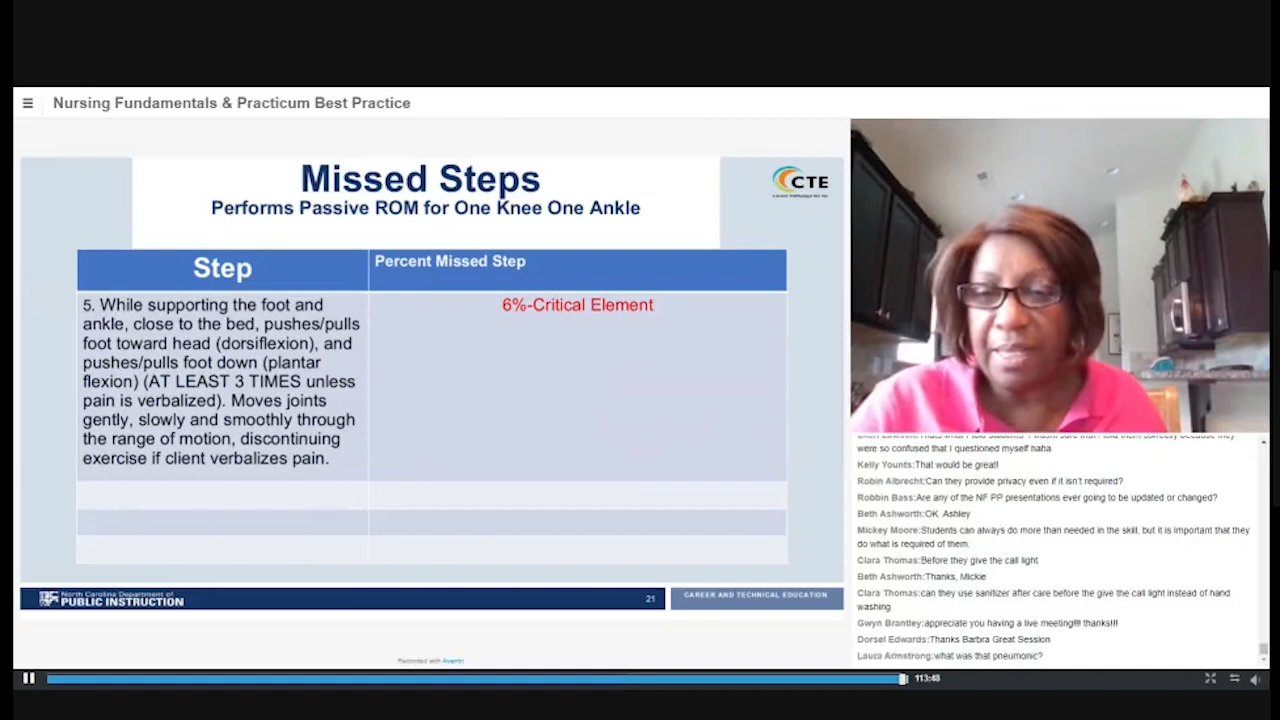 ☰ Nursing Fundamentals & Practicum Best Practice
Missed Steps
Performs Passive ROM for One Knee One Ankle
CTE
Step
Percent Missed Step
5. While supporting the foot and
ankle, close to the bed, pushes/pulls
foot toward head (dorsiflexion), and
pushes/pulls foot down (plantar
flexion) (AT LEAST 3 TIMES unless
pain is verbalized). Moves joints
gently, slowly and smoothly through
the range of motion, discontinuing
exercise if client verbalizes pain.
6%-Critical Element
North Carolina Department of
PUBLIC INSTRUCTION
21
CAREER AND TECHNICAL EDUCATION
Recorded with
were so confused that I questioned myself haha
Kelly Younts:That would be great!
Robin Albrecht:Can they provide privacy even if it isn't required?
Robbin Bass:Are any of the NF PP presentations ever going to be updated or changed?
Beth Ashworth:OK. Ashley
Mickey Moore:Students can always do more than needed in the skill, but it is important that they
do what is required of them.
Clara Thomas:Before they give the call light
Beth Ashworth:Thanks, Mickie
Clara Thomas:can they use sanitizer after care before the give the call light instead of hand
washing
Gwyn Brantley:appreciate you having a live meeting!!!! thanks!!!
Dorsel Edwards:Thanks Barbra Great Session
Laura Armstrong:what was that pneumonic?
113:48